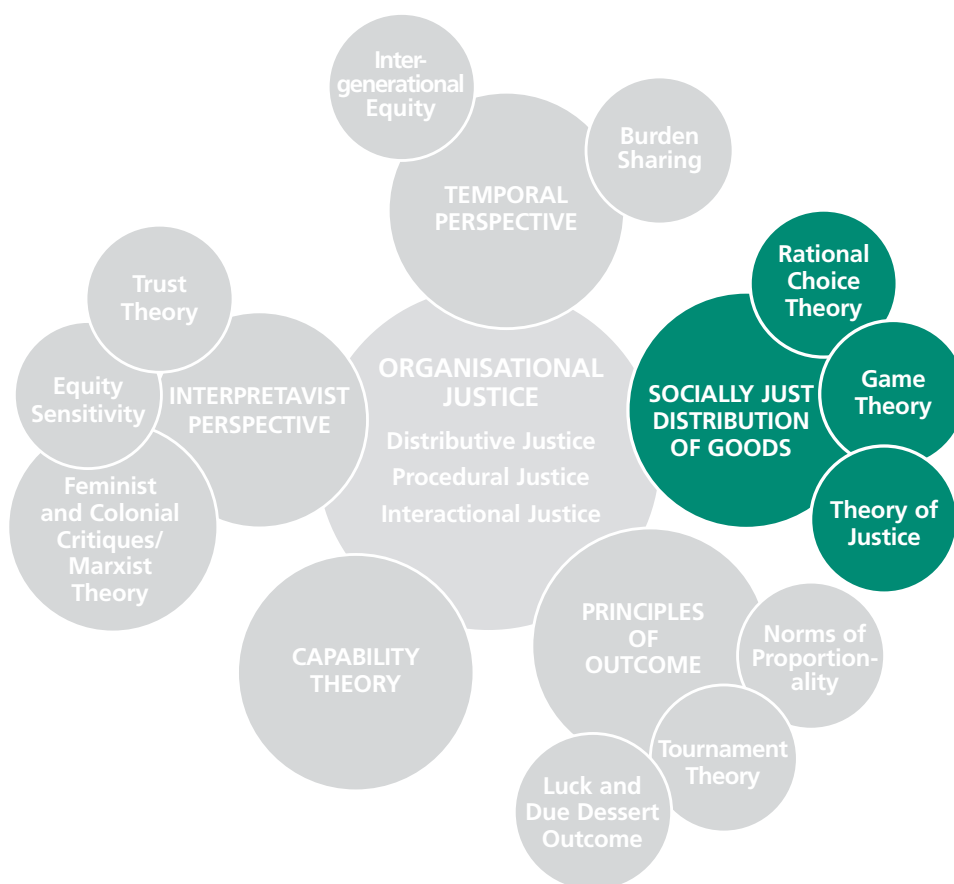 Inter-
generational
Equity
Burden
Sharing
TEMPORAL
PERSPECTIVE
Trust
Theory
Equity
Sensitivity
INTERPRETAVIST
PERSPECTIVE
Feminist
and Colonial
Critiques/
Marxist
Theory
ORGANISATIONAL
JUSTICE
Distributive Justice
Procedural Justice
Interactional Justice
Rational
Choice
Theory
SOCIALLY JUST
DISTRIBUTION
OF GOODS
Game
Theory
Theory of
Justice
CAPABILITY
THEORY
PRINCIPLES
OF
OUTCOME
Norms of
Proportion-
ality
Tournament
Theory
Luck and
Due Dessert
Outcome